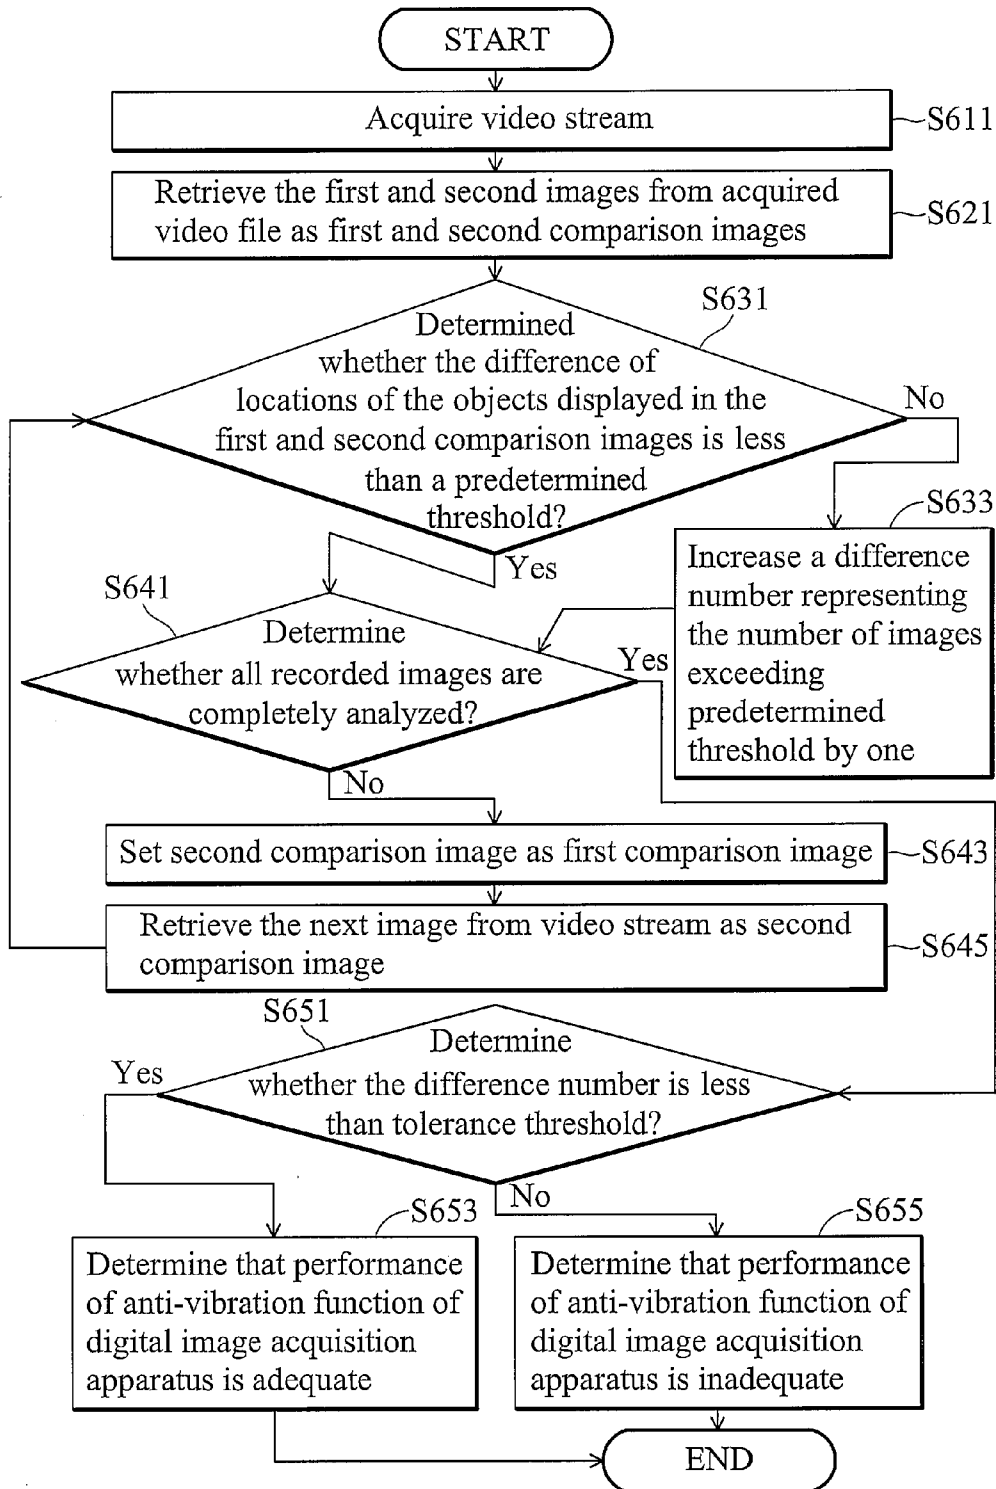 START
Acquire video stream
S611
Retrieve the first and second images from acquired
video file as first and second comparison images
S621
S631
Determined
whether the difference of
locations of the objects displayed in the
first and second comparison images is less
than a predetermined
threshold?
No
Yes
S633
Increase a difference
number representing
the number of images
exceeding
predetermined
threshold by one
S641
Determine
whether all recorded images are
completely analyzed?
Yes
No
Set second comparison image as first comparison image
S643
Retrieve the next image from video stream as second
comparison image
S645
S651
Determine
whether the difference number is less
than tolerance threshold?
Yes
No
S653
Determine that performance
of anti-vibration function of
digital image acquisition
apparatus is adequate
S655
Determine that performance
of anti-vibration function of
digital image acquisition
apparatus is inadequate
END